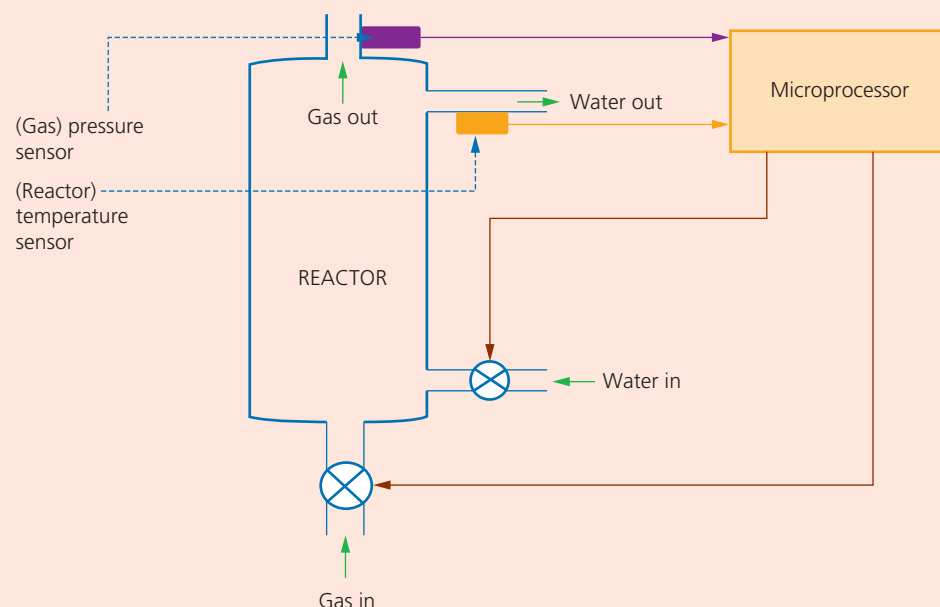 Gas out
Water out
Microprocessor
(Gas) pressure
sensor
(Reactor)
temperature
sensor
REACTOR
Water in
Gas in